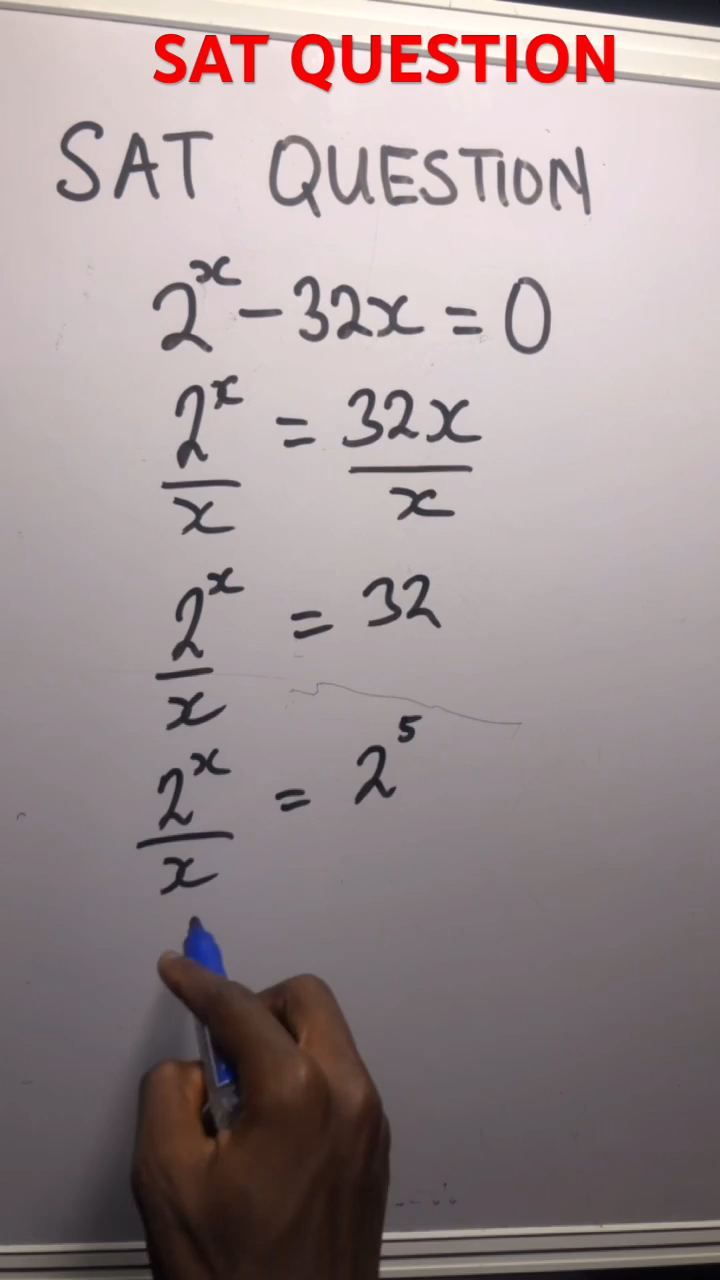 SAT QUESTION
SAT QUESTION
2^x - 32x = 0
2^x/x = 32x/x
2^x/x = 32
2^x/x = 2^5